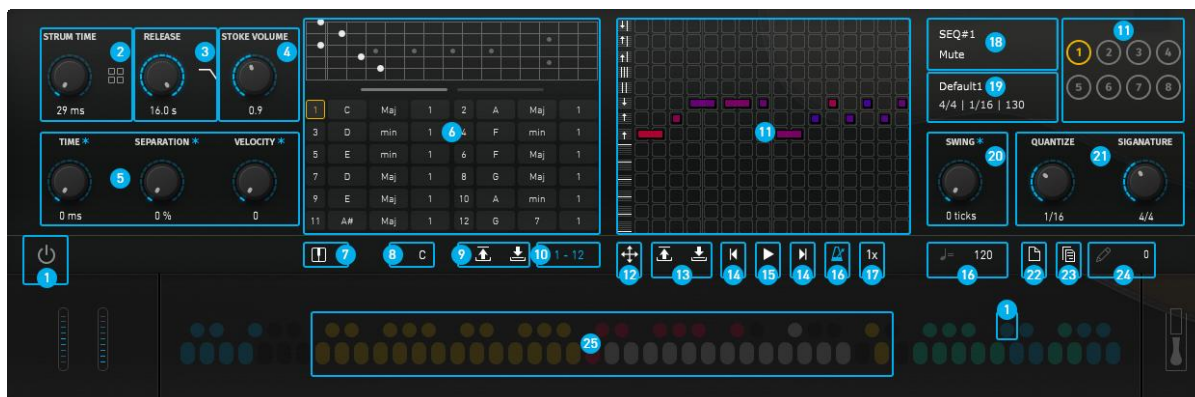 STRUM TIME 2 RELEASE 3 STOKE VOLUME 4
29 ms 16.0 s 0.9
TIME * SEPARATION * VELOCITY *
5
0 ms 0 % 0
1 C Maj 1 2 A Maj 1
3 D min 1 6 4 F min 1
5 E min 1 6 F Maj 1
7 D Maj 1 8 G Maj 1
9 E Maj 1 10 A min 1
11 A# Maj 1 12 G 7 1
11
SEQ#1
Mute
18
Default1 19
4/4 | 1/16 | 130
11
1 2 3 4
5 6 7 8
SWING * QUANTIZE SIGANATURE
20 21
0 ticks 1/16 4/4
1
7 8 C 9 10 1 - 12
12 13 14 15 14 16 1x 17
120 16 22 23 24 0
25
1